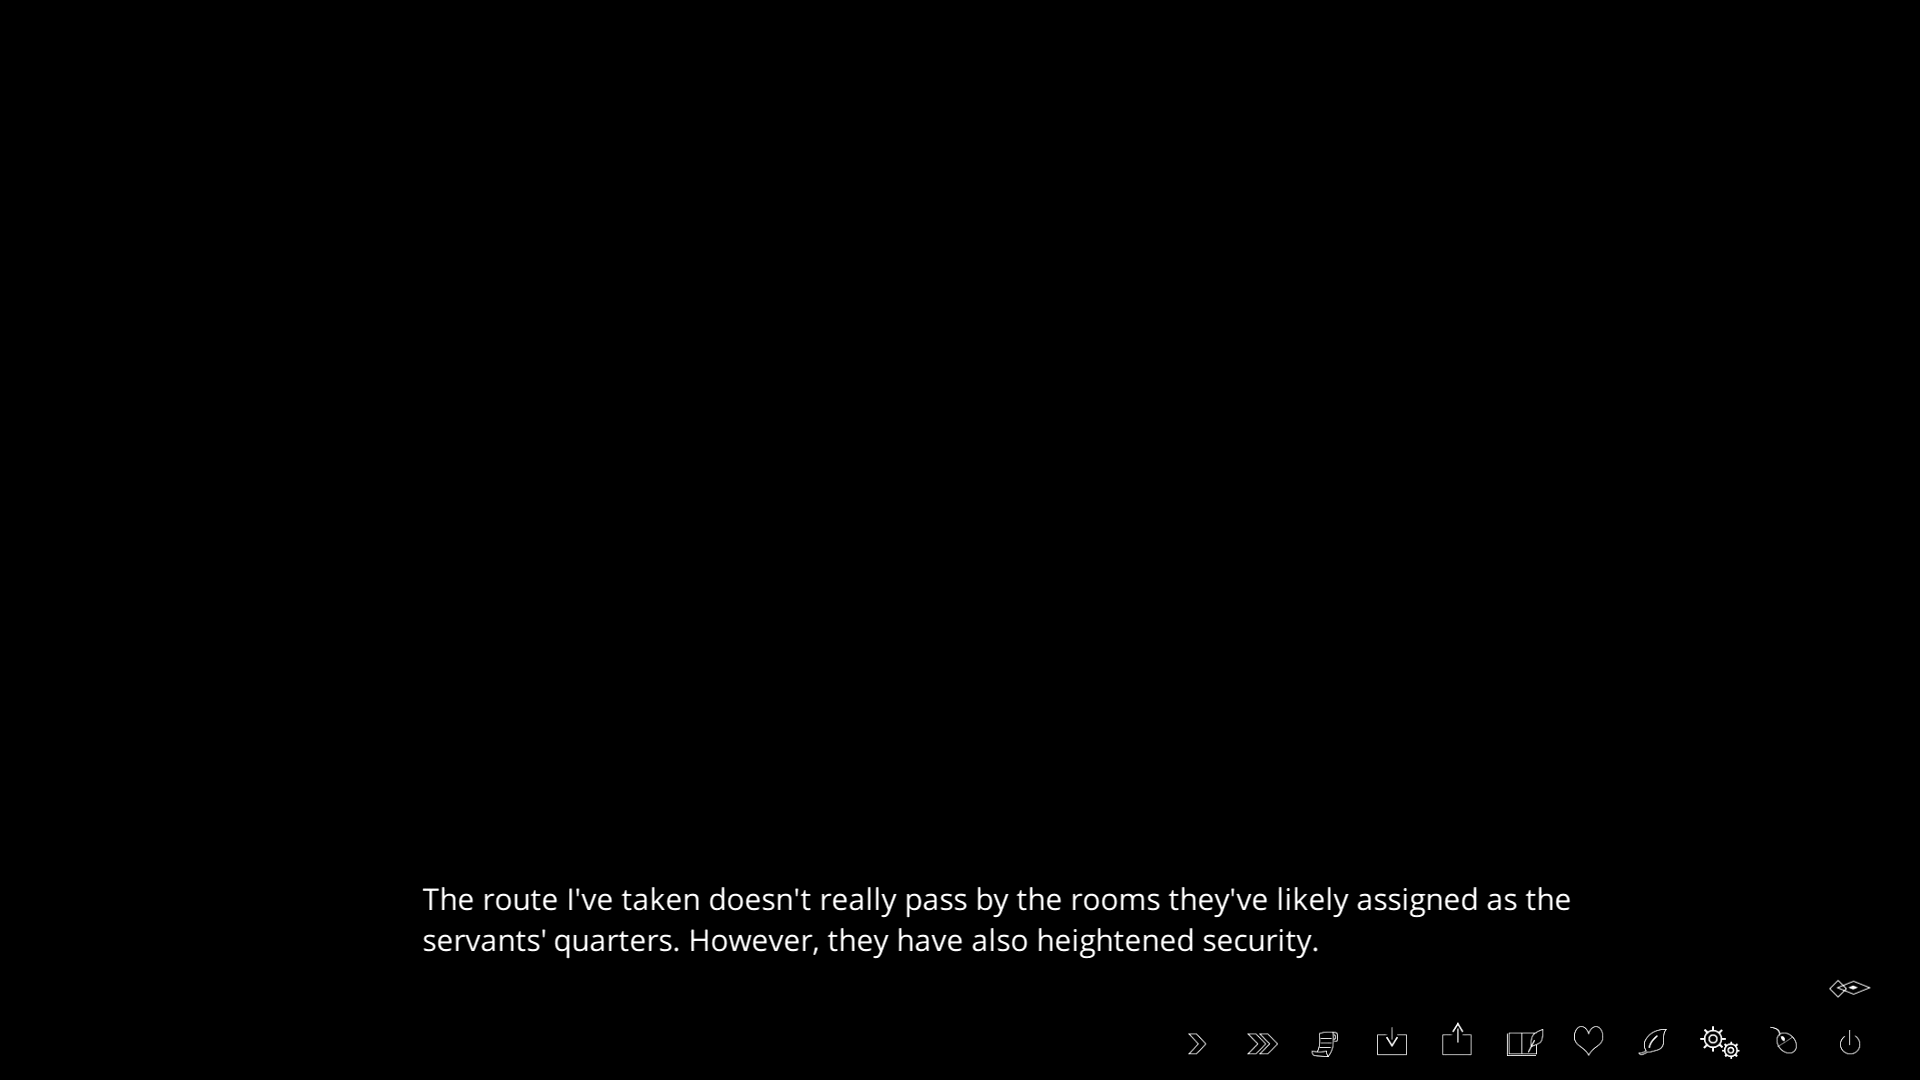 The route I've taken doesn't really pass by the rooms they've likely assigned as the
servants' quarters. However, they have also heightened security.